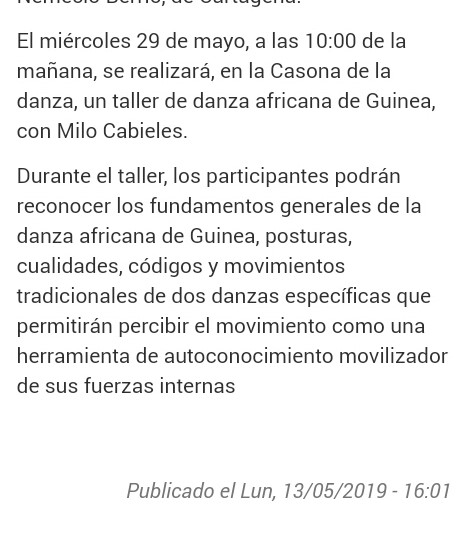 Nemesio Berrío, de Cartagena.
El miércoles 29 de mayo, a las 10:00 de la
mañana, se realizará, en la Casona de la
danza, un taller de danza africana de Guinea,
con Milo Cabieles.
Durante el taller, los participantes podrán
reconocer los fundamentos generales de la
danza africana de Guinea, posturas,
cualidades, códigos y movimientos
tradicionales de dos danzas específicas que
permitirán percibir el movimiento como una
herramienta de autoconocimiento movilizador
de sus fuerzas internas
Publicado el Lun, 13/05/2019 - 16:01